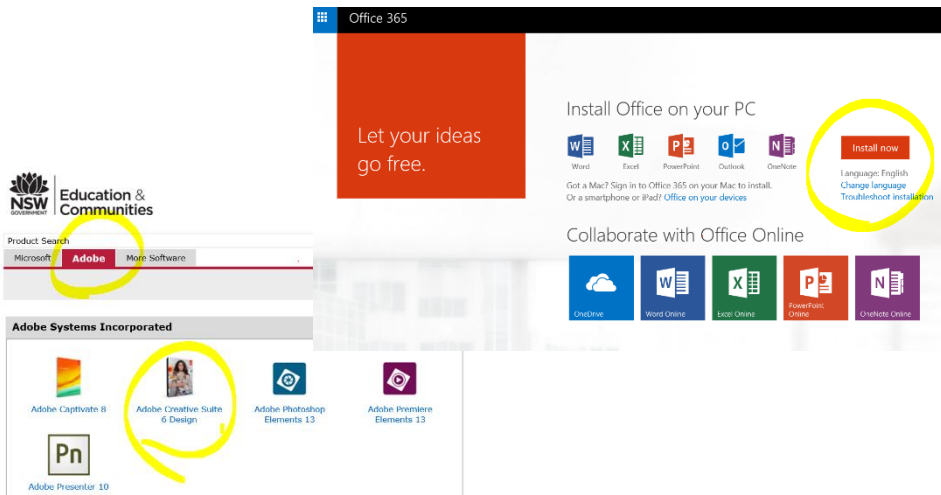 Office 365
Let your ideas
go free.
Install Office on your PC
Word Excel PowerPoint Outlook OneNote
Install now
Language: English
Change language
Troubleshoot installation
Got a Mac? Sign in to Office 365 on your Mac to install.
Or a smartphone or iPad? Office on your devices
Collaborate with Office Online
OneDrive
Word Online
Excel Online
PowerPoint
Online
OneNote Online
NSW
GOVERNMENT
Education &
Communities
Product Search
Microsoft Adobe More Software
Adobe Systems Incorporated
Adobe Captivate 8
Adobe Creative Suite
6 Design
Adobe Photoshop
Elements 13
Adobe Premiere
Elements 13
Pn
Adobe Presenter 10